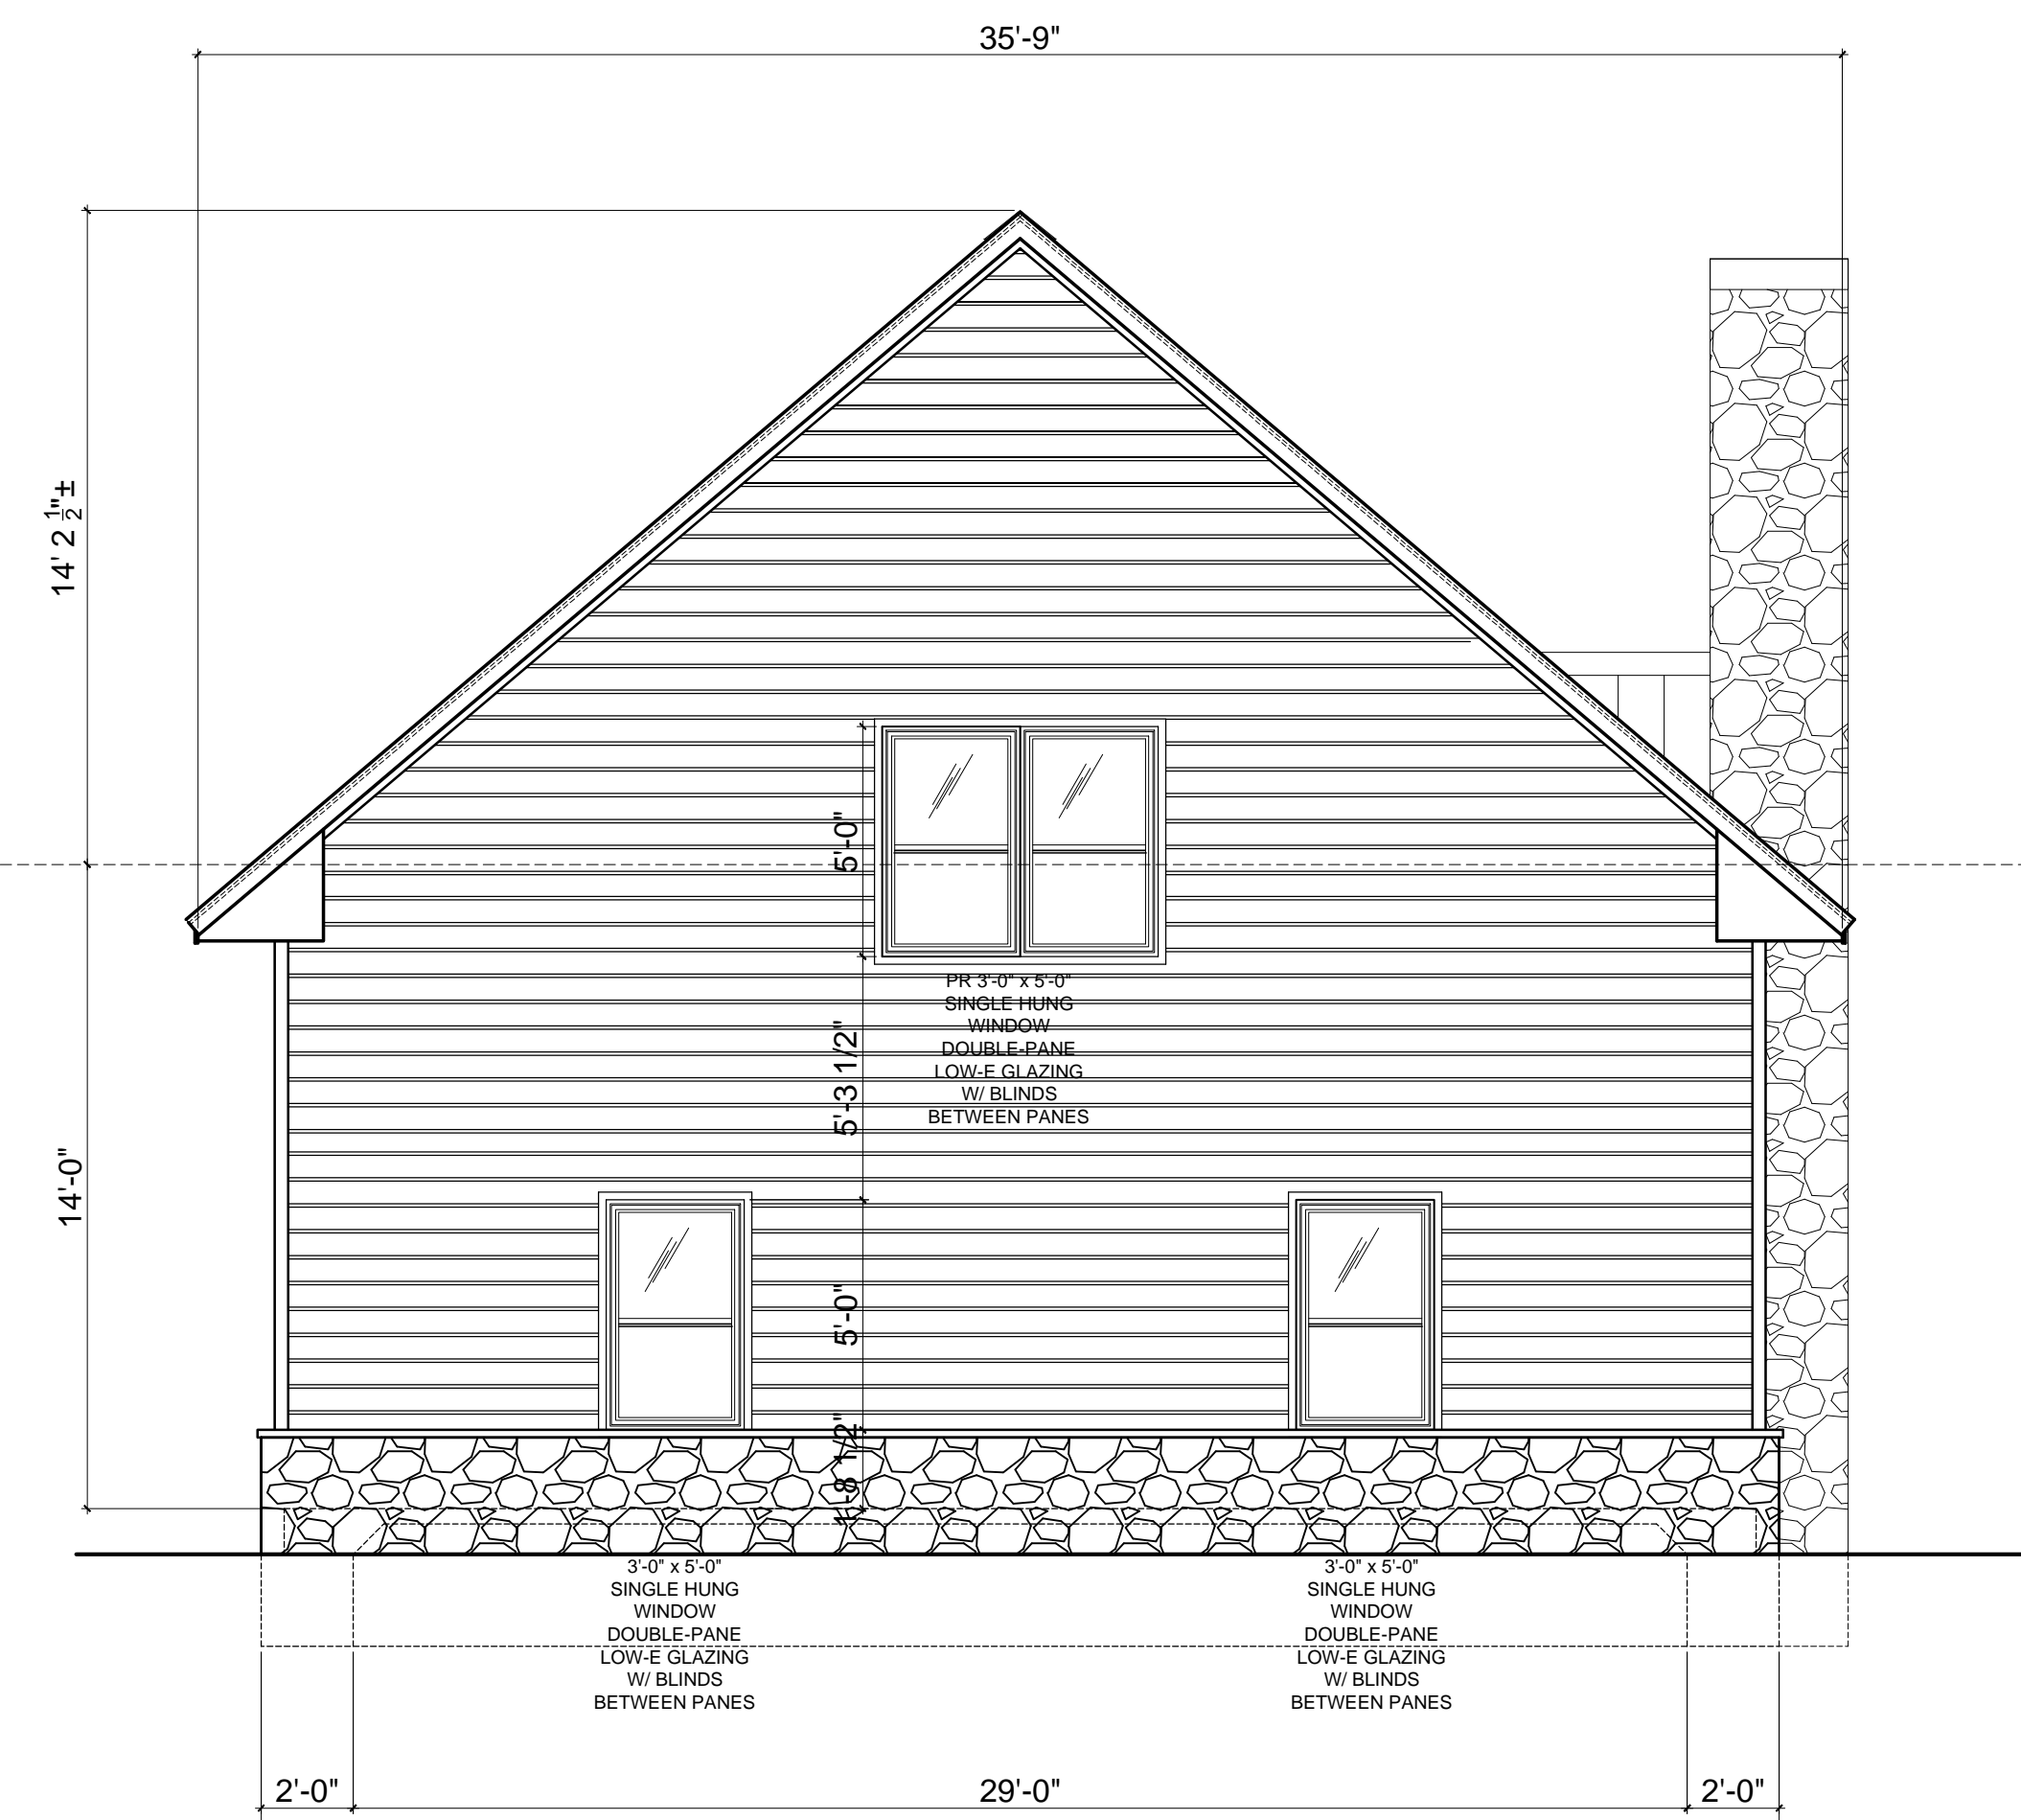 35'-9"
14' 2 1/2"±
5'-0"
PR 3'-0" x 5'-0"
SINGLE HUNG
WINDOW
DOUBLE-PANE
LOW-E GLAZING
W/ BLINDS
BETWEEN PANES
5'-3 1/2"
14'-0"
5'-0"
1'-8 1/2"
3'-0" x 5'-0"
SINGLE HUNG
WINDOW
DOUBLE-PANE
LOW-E GLAZING
W/ BLINDS
BETWEEN PANES
3'-0" x 5'-0"
SINGLE HUNG
WINDOW
DOUBLE-PANE
LOW-E GLAZING
W/ BLINDS
BETWEEN PANES
2'-0"
29'-0"
2'-0"